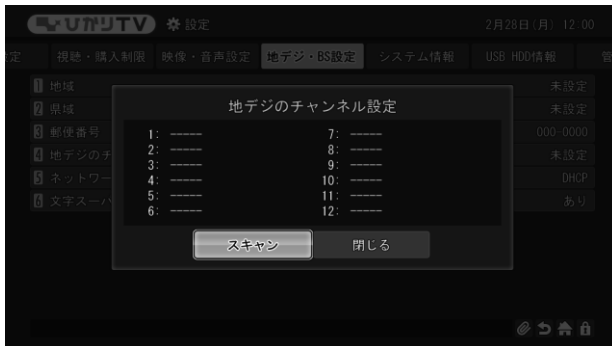 ひかりTV 設定 2月28日(月) 12:00
設定 視聴・購入制限 映像・音声設定 地デジ・BS設定 システム情報 USB HDD情報
1 地域 未設定
2 県域 未設定
3 郵便番号 000-0000
4 地デジのチ 未設定
5 ネットワー DHCP
6 文字スーパ あり
地デジのチャンネル設定
1: ----- 7: -----
2: ----- 8: -----
3: ----- 9: -----
4: ----- 10: -----
5: ----- 11: -----
6: ----- 12: -----
スキャン 閉じる